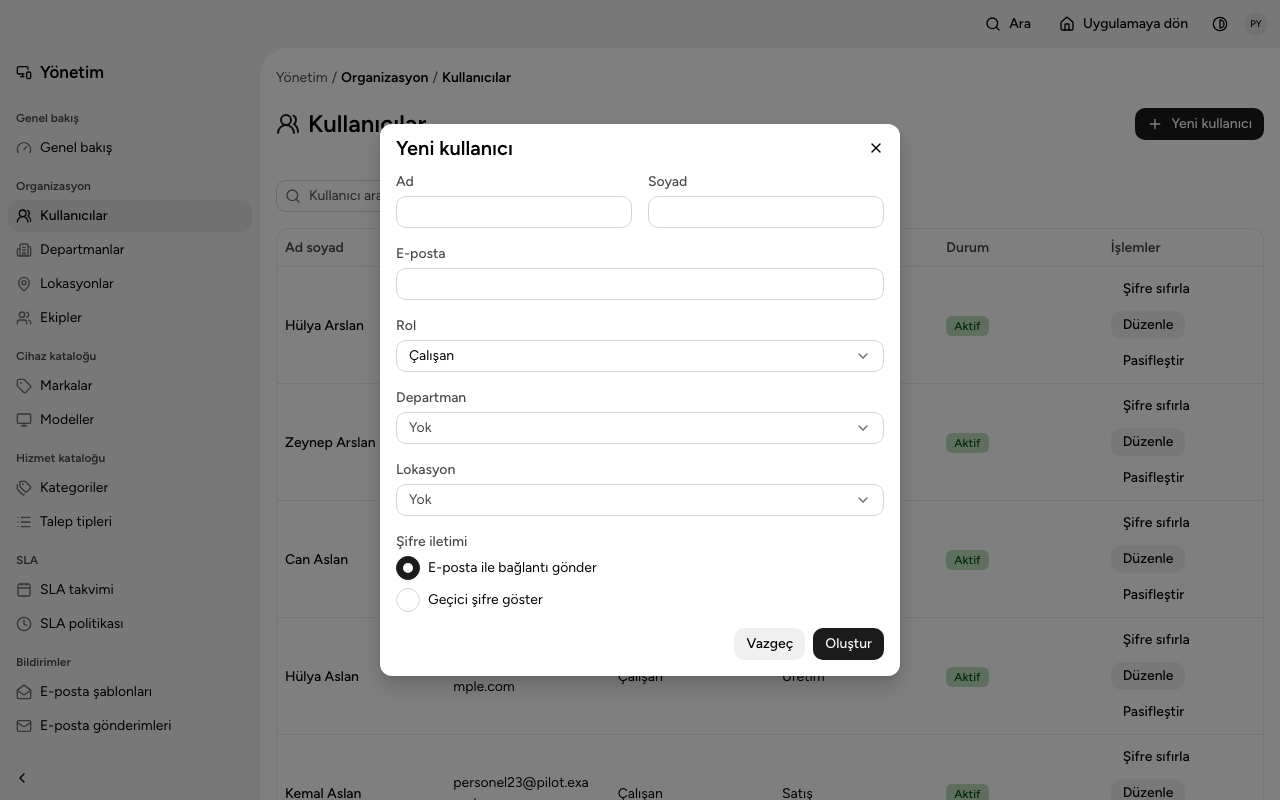 Ara
Uygulamaya dön
PY
Yönetim
Genel bakış
Genel bakış
Organizasyon
Kullanıcılar
Departmanlar
Lokasyonlar
Ekipler
Cihaz kataloğu
Markalar
Modeller
Hizmet kataloğu
Kategoriler
Talep tipleri
SLA
SLA takvimi
SLA politikası
Bildirimler
E-posta şablonları
E-posta gönderimleri
Yönetim / Organizasyon / Kullanıcılar
Kullanıcılar
Yeni kullanıcı
Kullanıcı ara
Ad soyad
Durum
İşlemler
Hülya Arslan
Aktif
Şifre sıfırla
Düzenle
Pasifleştir
Zeynep Arslan
Aktif
Şifre sıfırla
Düzenle
Pasifleştir
Can Aslan
Aktif
Şifre sıfırla
Düzenle
Pasifleştir
Hülya Aslan
mple.com
Çalışan
Üretim
Aktif
Şifre sıfırla
Düzenle
Pasifleştir
Kemal Aslan
personel23@pilot.exa
Çalışan
Satış
Aktif
Şifre sıfırla
Düzenle
Yeni kullanıcı
Ad
Soyad
E-posta
Rol
Çalışan
Departman
Yok
Lokasyon
Yok
Şifre iletimi
E-posta ile bağlantı gönder
Geçici şifre göster
Vazgeç
Oluştur